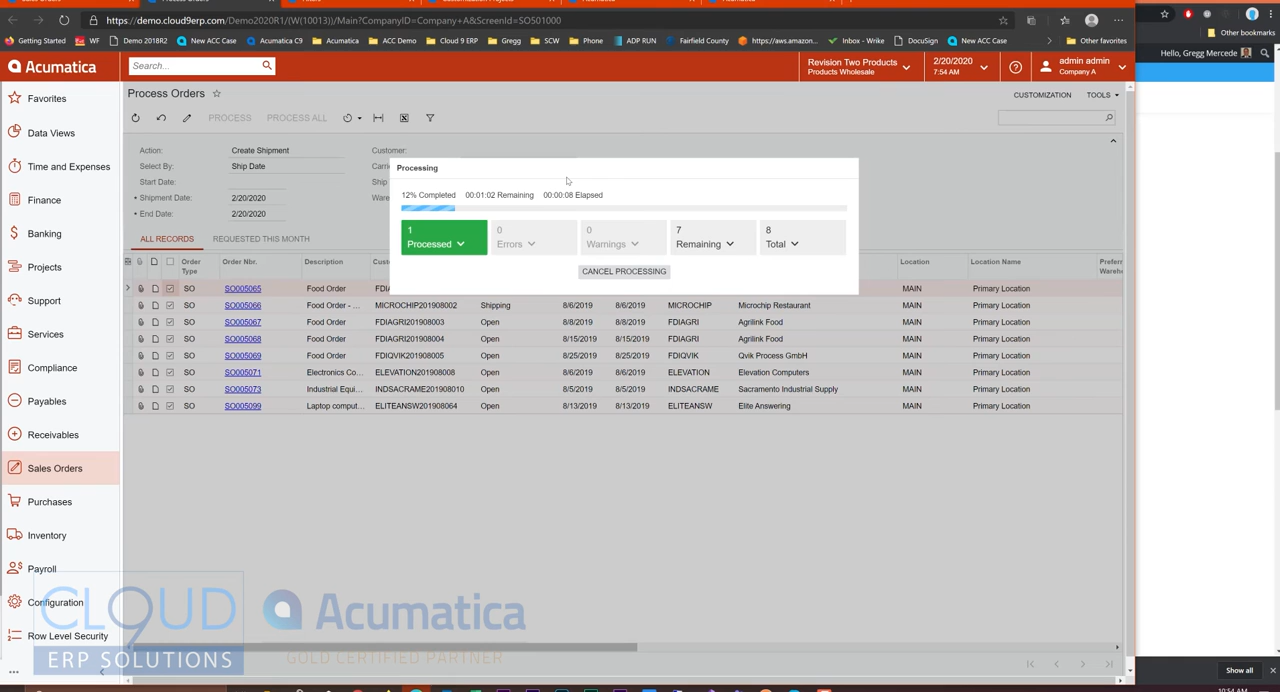 https://demo.cloud9erp.com/Demo2020R1/(W(10013))/Main?CompanyID=Company+A&ScreenId=SO501000
Getting Started WF Demo 2018R2 New ACC Case Acumatica C9 Acumatica ACC Demo Cloud 9 ERP Gregg SCW Phone ADP RUN Fairfield County https://aws.amazon... Inbox - Wrike DocuSign New ACC Case Other favorites
Other bookmarks
Acumatica
Search...
Revision Two Products
Products Wholesale
2/20/2020
7:54 AM
admin admin
Company A
Hello, Gregg Mercede
Favorites
Data Views
Time and Expenses
Finance
Banking
Projects
Support
Services
Compliance
Payables
Receivables
Sales Orders
Purchases
Inventory
Payroll
Configuration
Row Level Security
Process Orders
CUSTOMIZATION TOOLS
PROCESS PROCESS ALL
Action: Create Shipment
Select By: Ship Date
Start Date:
Shipment Date: 2/20/2020
End Date: 2/20/2020
Customer:
Carri
Ship
Ware
Processing
12% Completed 00:01:02 Remaining 00:00:08 Elapsed
1 Processed
0 Errors
0 Warnings
7 Remaining
8 Total
CANCEL PROCESSING
ALL RECORDS REQUESTED THIS MONTH
Order Type Order Nbr. Description Cust Location Location Name Preferr Wareho
SO SO005065 Food Order FDIA MAIN Primary Location
SO SO005066 Food Order - ... MICROCHIP201908002 Shipping 8/6/2019 8/6/2019 MICROCHIP Microchip Restaurant MAIN Primary Location
SO SO005067 Food Order FDIAGRI201908003 Open 8/8/2019 8/8/2019 FDIAGRI Agrilink Food MAIN Primary Location
SO SO005068 Food Order FDIAGRI201908004 Open 8/15/2019 8/15/2019 FDIAGRI Agrilink Food MAIN Primary Location
SO SO005069 Food Order FDIQVIK201908005 Open 8/25/2019 8/25/2019 FDIQVIK Qvik Process GmbH MAIN Primary Location
SO SO005071 Electronics Co... ELEVATION201908008 Open 8/4/2019 8/4/2019 ELEVATION Elevation Computers MAIN Primary Location
SO SO005073 Industrial Equi... INDSACRAME201908010 Open 8/5/2019 8/5/2019 INDSACRAME Sacramento Industrial Supply MAIN Primary Location
SO SO005099 Laptop comput... ELITEANSW201908064 Open 8/13/2019 8/13/2019 ELITEANSW Elite Answering MAIN Primary Location
CLOUD 9
ERP SOLUTIONS
Acumatica
GOLD CERTIFIED PARTNER
Show all
10:54 AM